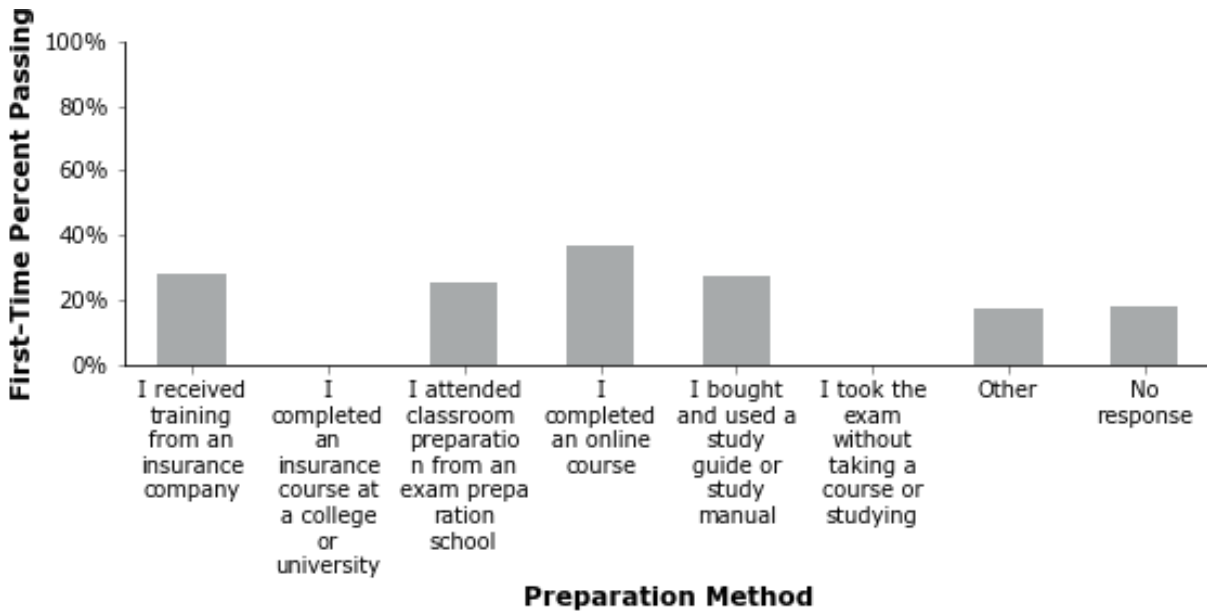 First-Time Percent Passing
100%
80%
60%
40%
20%
0%
I received
training
from an
insurance
company
I
completed
an
insurance
course at
a college
or
university
I attended
classroom
preparatio
n from an
exam prepa
ration
school
I
completed
an online
course
I bought
and used a
study
guide or
study
manual
I took the
exam
without
taking a
course or
studying
Other
No
response
Preparation Method